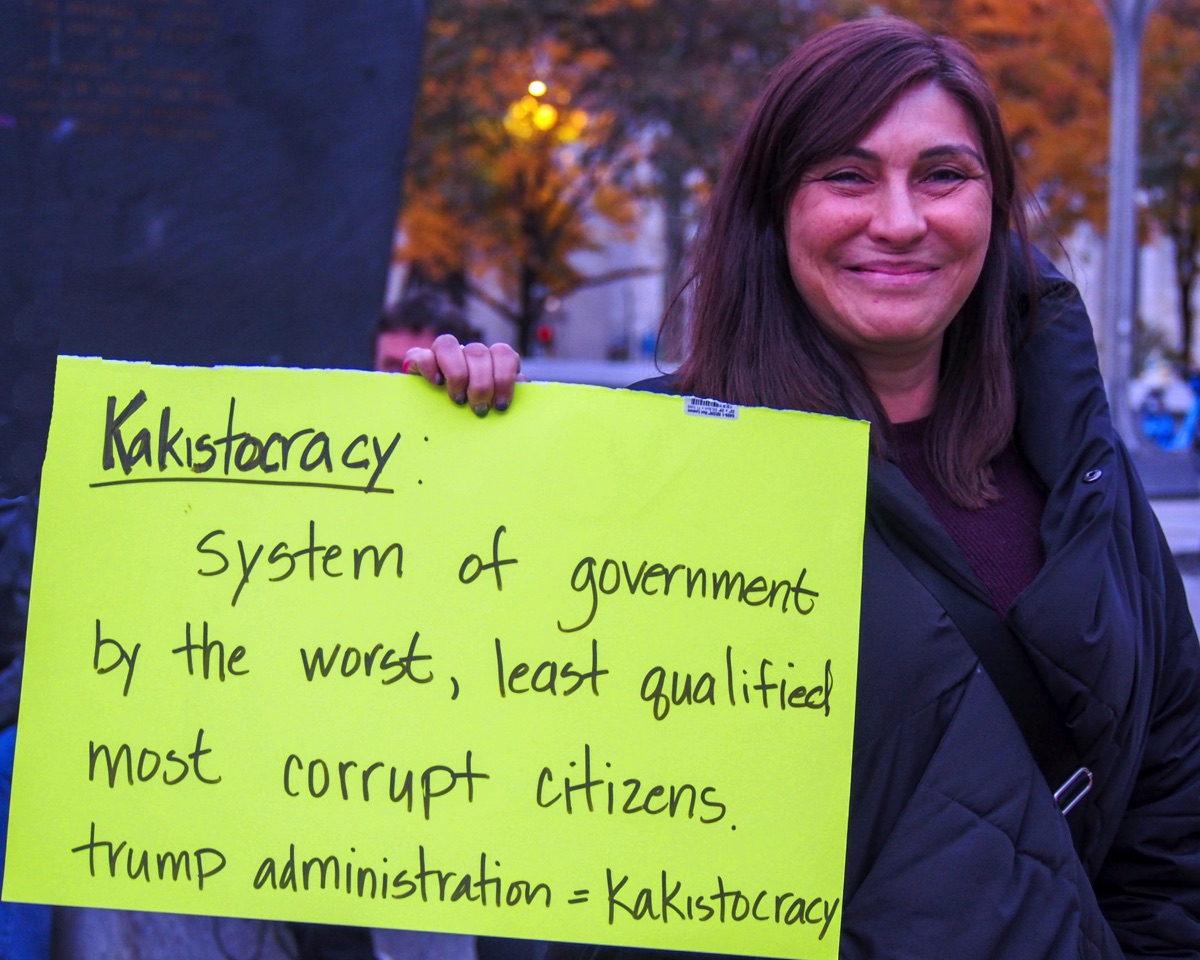 Kakistocracy:
system of government
by the worst, least qualified
most corrupt citizens.
trump administration = Kakistocracy